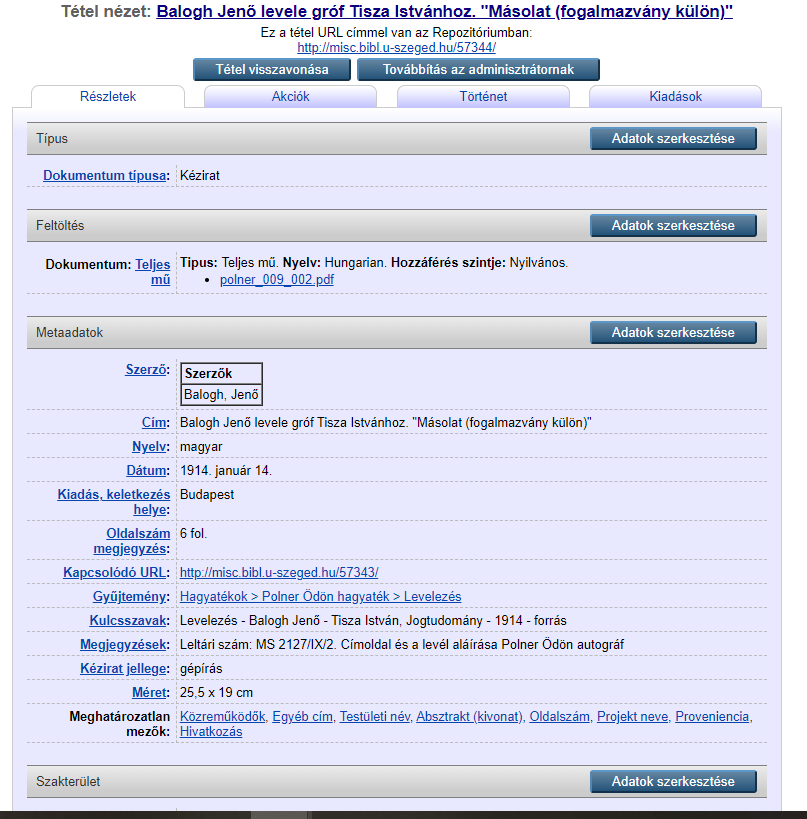 Tétel nézet: Balogh Jenő levele gróf Tisza Istvánhoz. "Másolat (fogalmazvány külön)"
Ez a tétel URL címmel van az Repozitóriumban:
http://misc.bibl.u-szeged.hu/57344/
Tétel visszavonása Továbbítás az adminisztrátornak
Részletek Akciók Történet Kiadások
Típus Adatok szerkesztése
Dokumentum típusa: Kézirat
Feltöltés Adatok szerkesztése
Dokumentum: Teljes mű
Tipus: Teljes mű. Nyelv: Hungarian. Hozzáférés szintje: Nyilvános.
• polner_009_002.pdf
Metaadatok Adatok szerkesztése
Szerző: Szerzők
Balogh, Jenő
Cím: Balogh Jenő levele gróf Tisza Istvánhoz. "Másolat (fogalmazvány külön)"
Nyelv: magyar
Dátum: 1914. január 14.
Kiadás, keletkezés helye: Budapest
Oldalszám megjegyzés: 6 fol.
Kapcsolódó URL: http://misc.bibl.u-szeged.hu/57343/
Gyűjtemény: Hagyatékok > Polner Ödön hagyaték > Levelezés
Kulcsszavak: Levelezés - Balogh Jenő - Tisza István, Jogtudomány - 1914 - forrás
Megjegyzések: Leltári szám: MS 2127/IX/2. Címoldal és a levél aláírása Polner Ödön autográf
Kézirat jellege: gépírás
Méret: 25,5 x 19 cm
Meghatározatlan mezők: Közreműködők, Egyéb cím, Testületi név, Absztrakt (kivonat), Oldalszám, Projekt neve, Proveniencia,
Hivatkozás
Szakterület Adatok szerkesztése